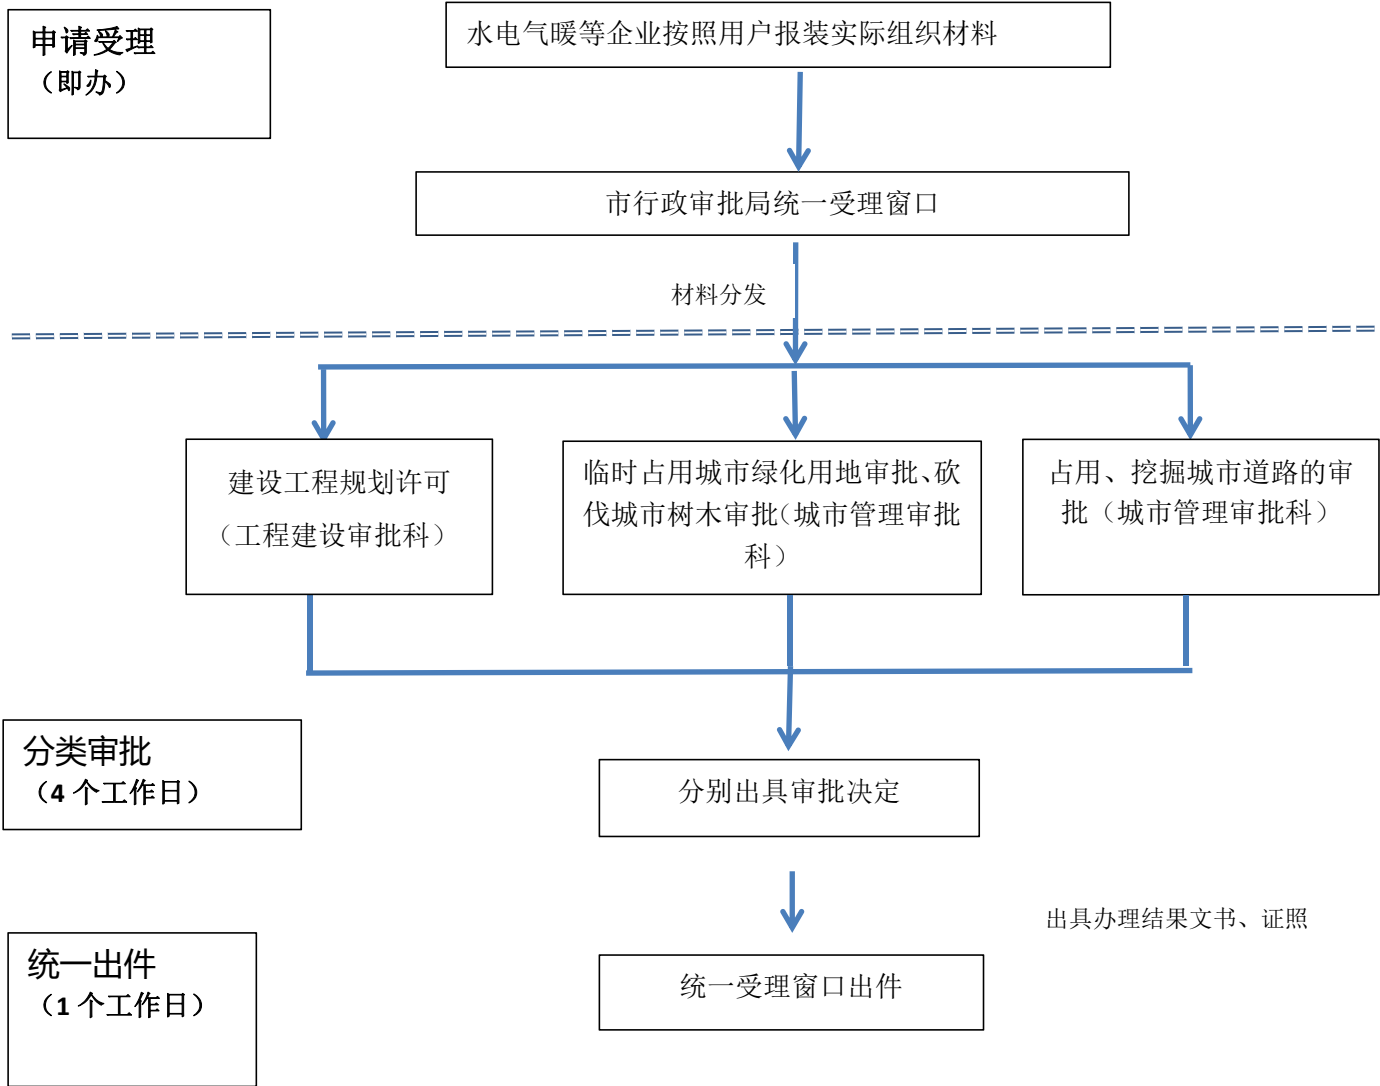 申请受理
（即办）
水电气暖等企业按照用户报装实际组织材料
市行政审批局统一受理窗口
材料分发
建设工程规划许可
（工程建设审批科）
临时占用城市绿化用地审批、砍
伐城市树木审批（城市管理审批
科）
占用、挖掘城市道路的审
批（城市管理审批科）
分类审批
（4 个工作日）
分别出具审批决定
出具办理结果文书、证照
统一出件
（1 个工作日）
统一受理窗口出件